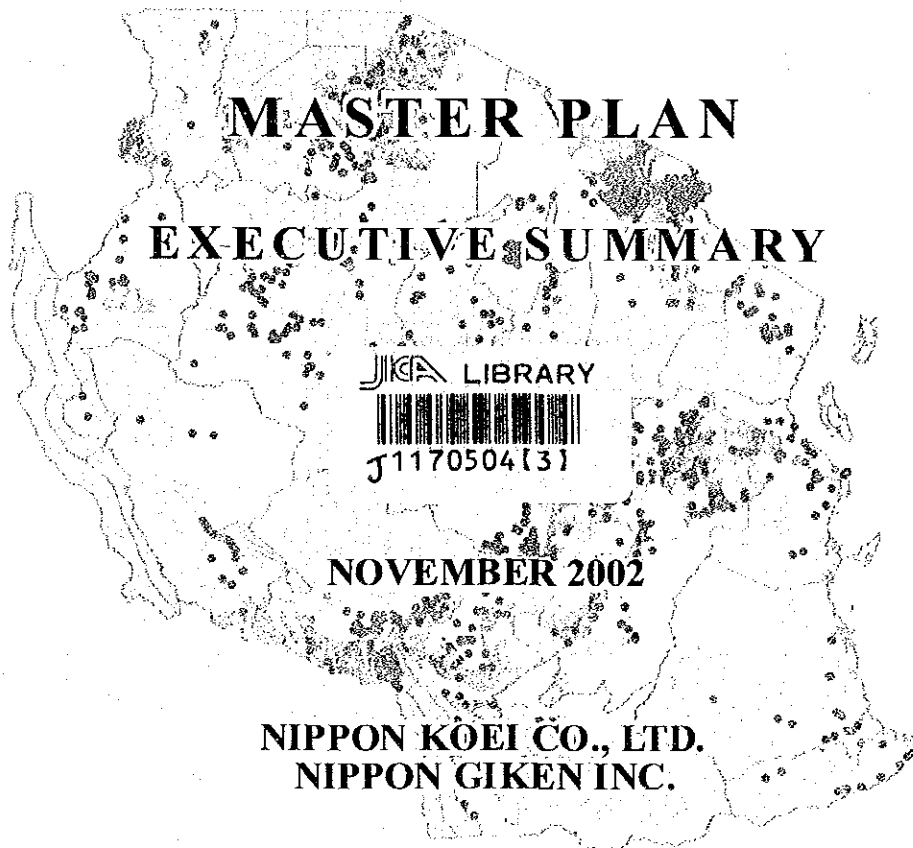 MASTER PLAN
EXECUTIVE SUMMARY
JICA LIBRARY
J1170504(3)
NOVEMBER 2002
NIPPON KOEI CO., LTD.
NIPPON GIKEN INC.